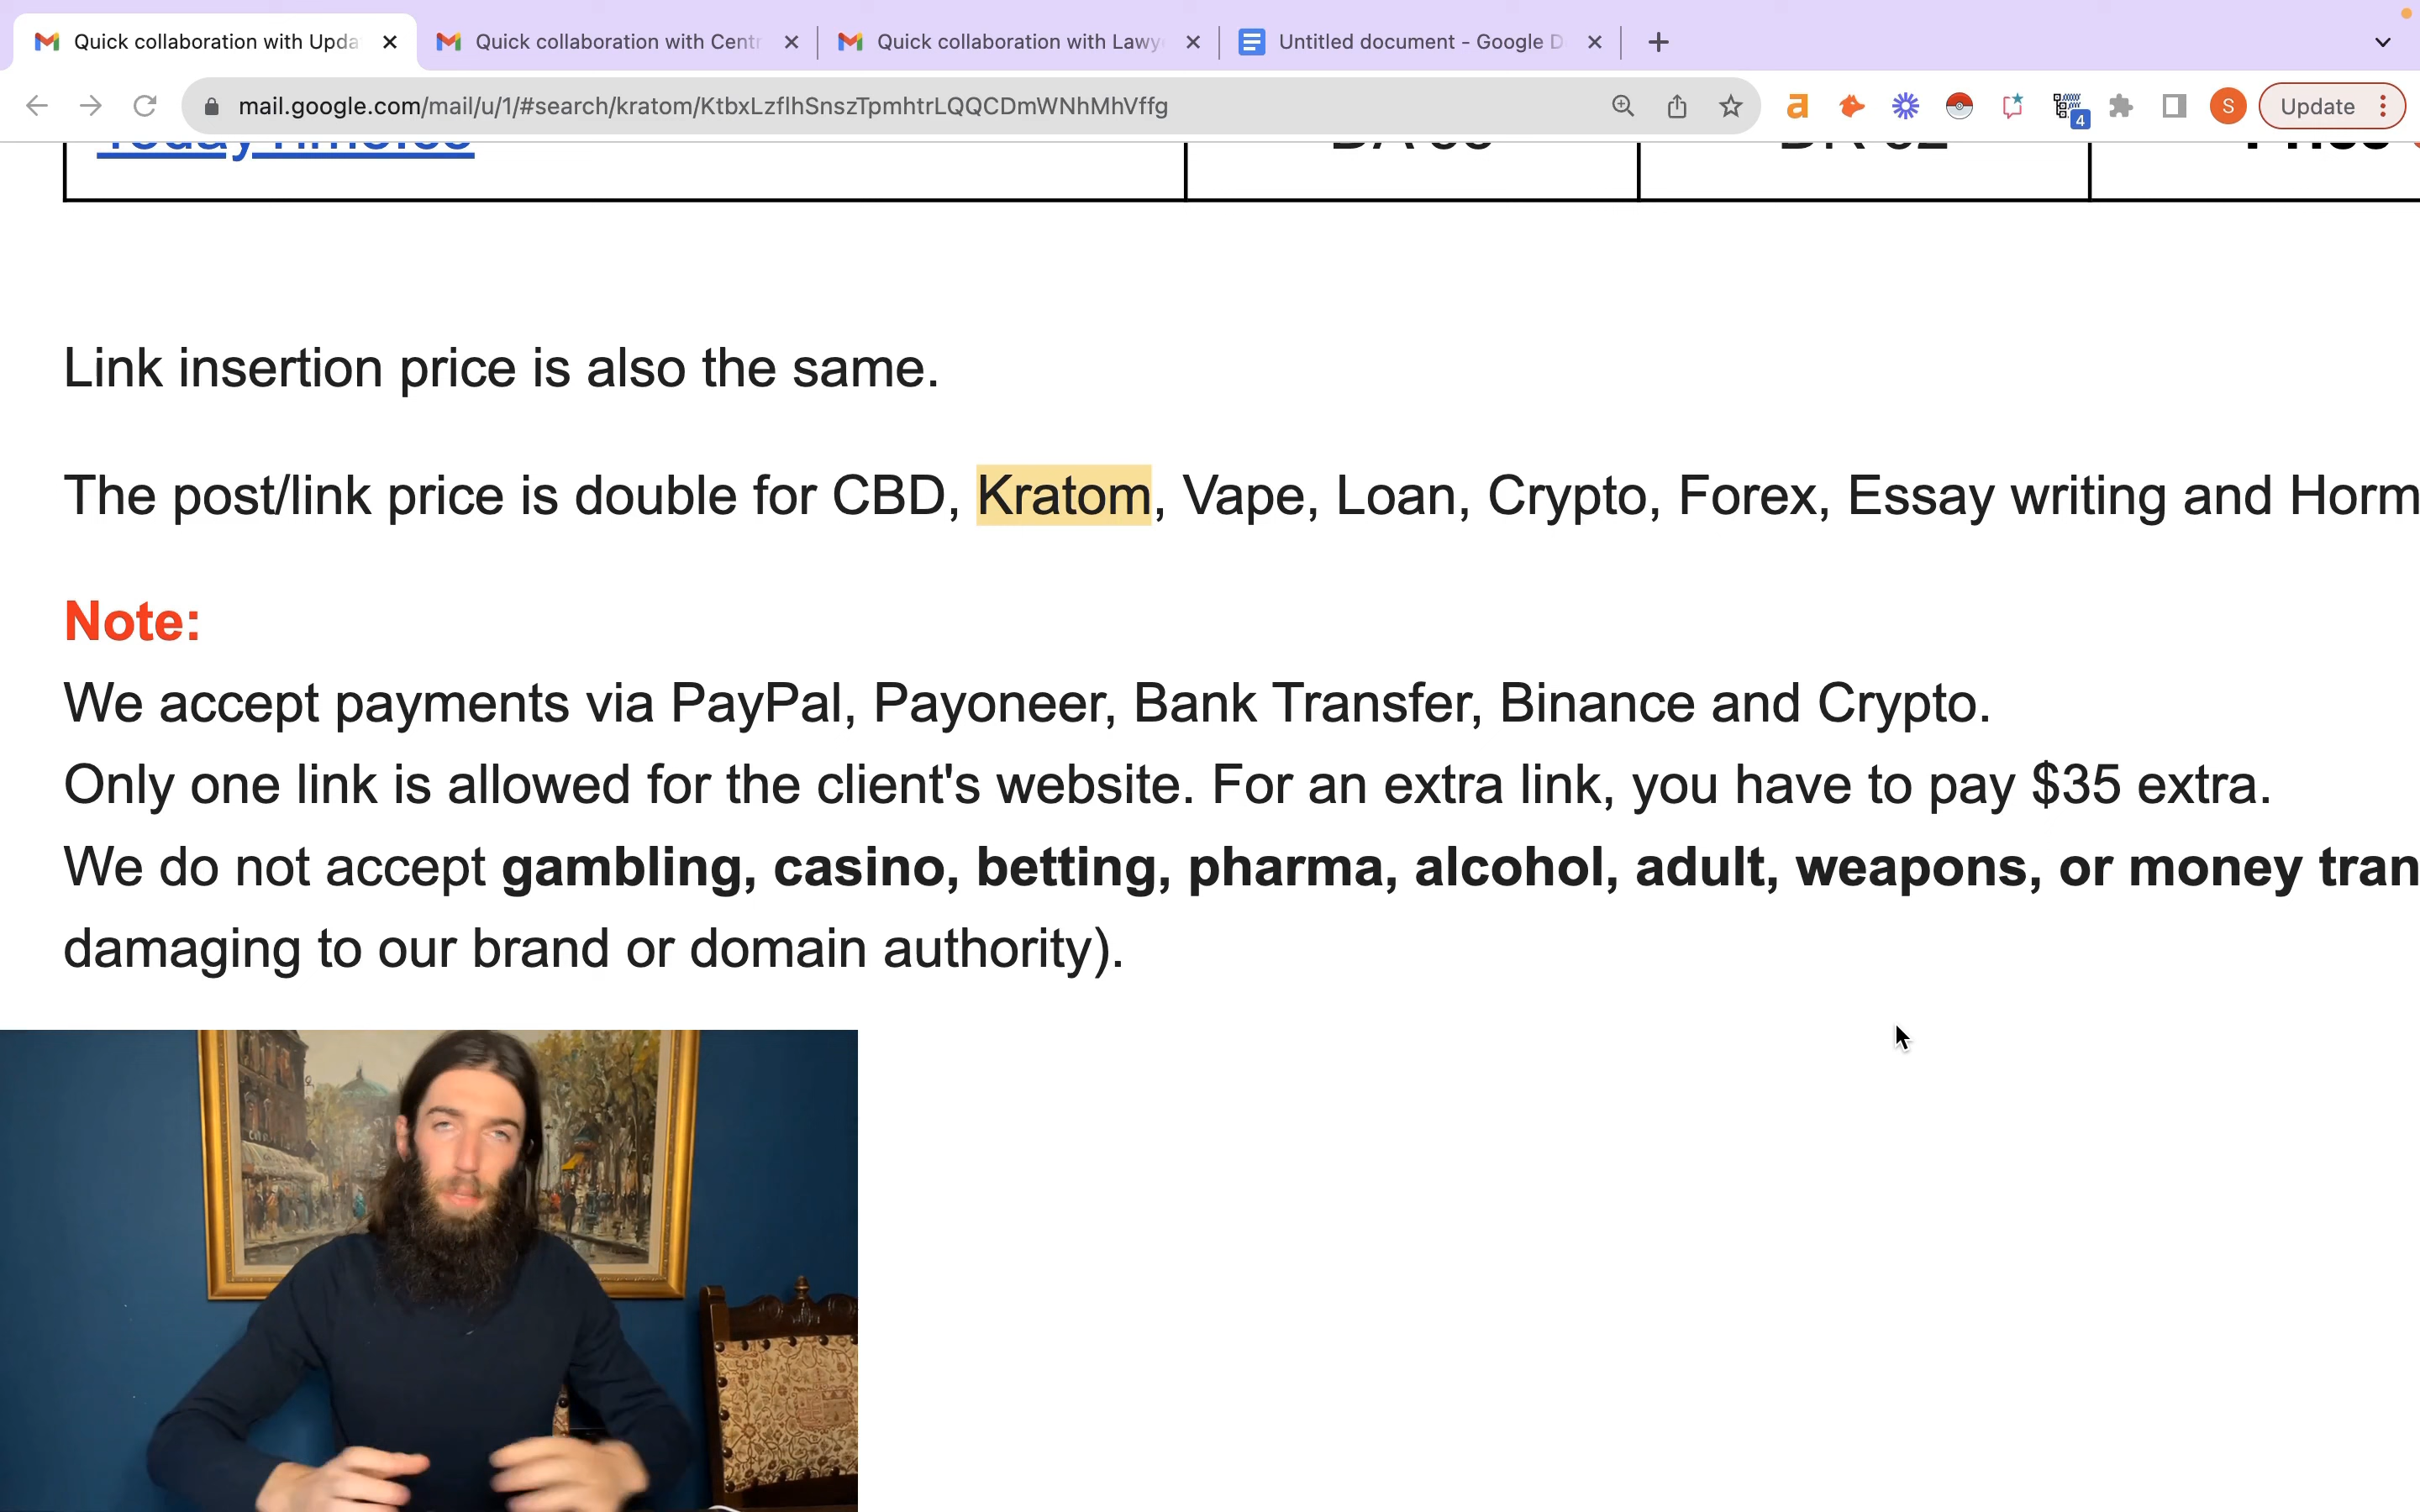 Quick collaboration with Upda
Quick collaboration with Centr
Quick collaboration with Lawy
Untitled document - Google D
mail.google.com/mail/u/1/#search/kratom/KtbxLzflhSnszTpmhtrLQQCDmWNhMhVffg
4
S
Update
Link insertion price is also the same.
The post/link price is double for CBD, Kratom, Vape, Loan, Crypto, Forex, Essay writing and Horm
Note:
We accept payments via PayPal, Payoneer, Bank Transfer, Binance and Crypto.
Only one link is allowed for the client's website. For an extra link, you have to pay $35 extra.
We do not accept gambling, casino, betting, pharma, alcohol, adult, weapons, or money tran
damaging to our brand or domain authority).